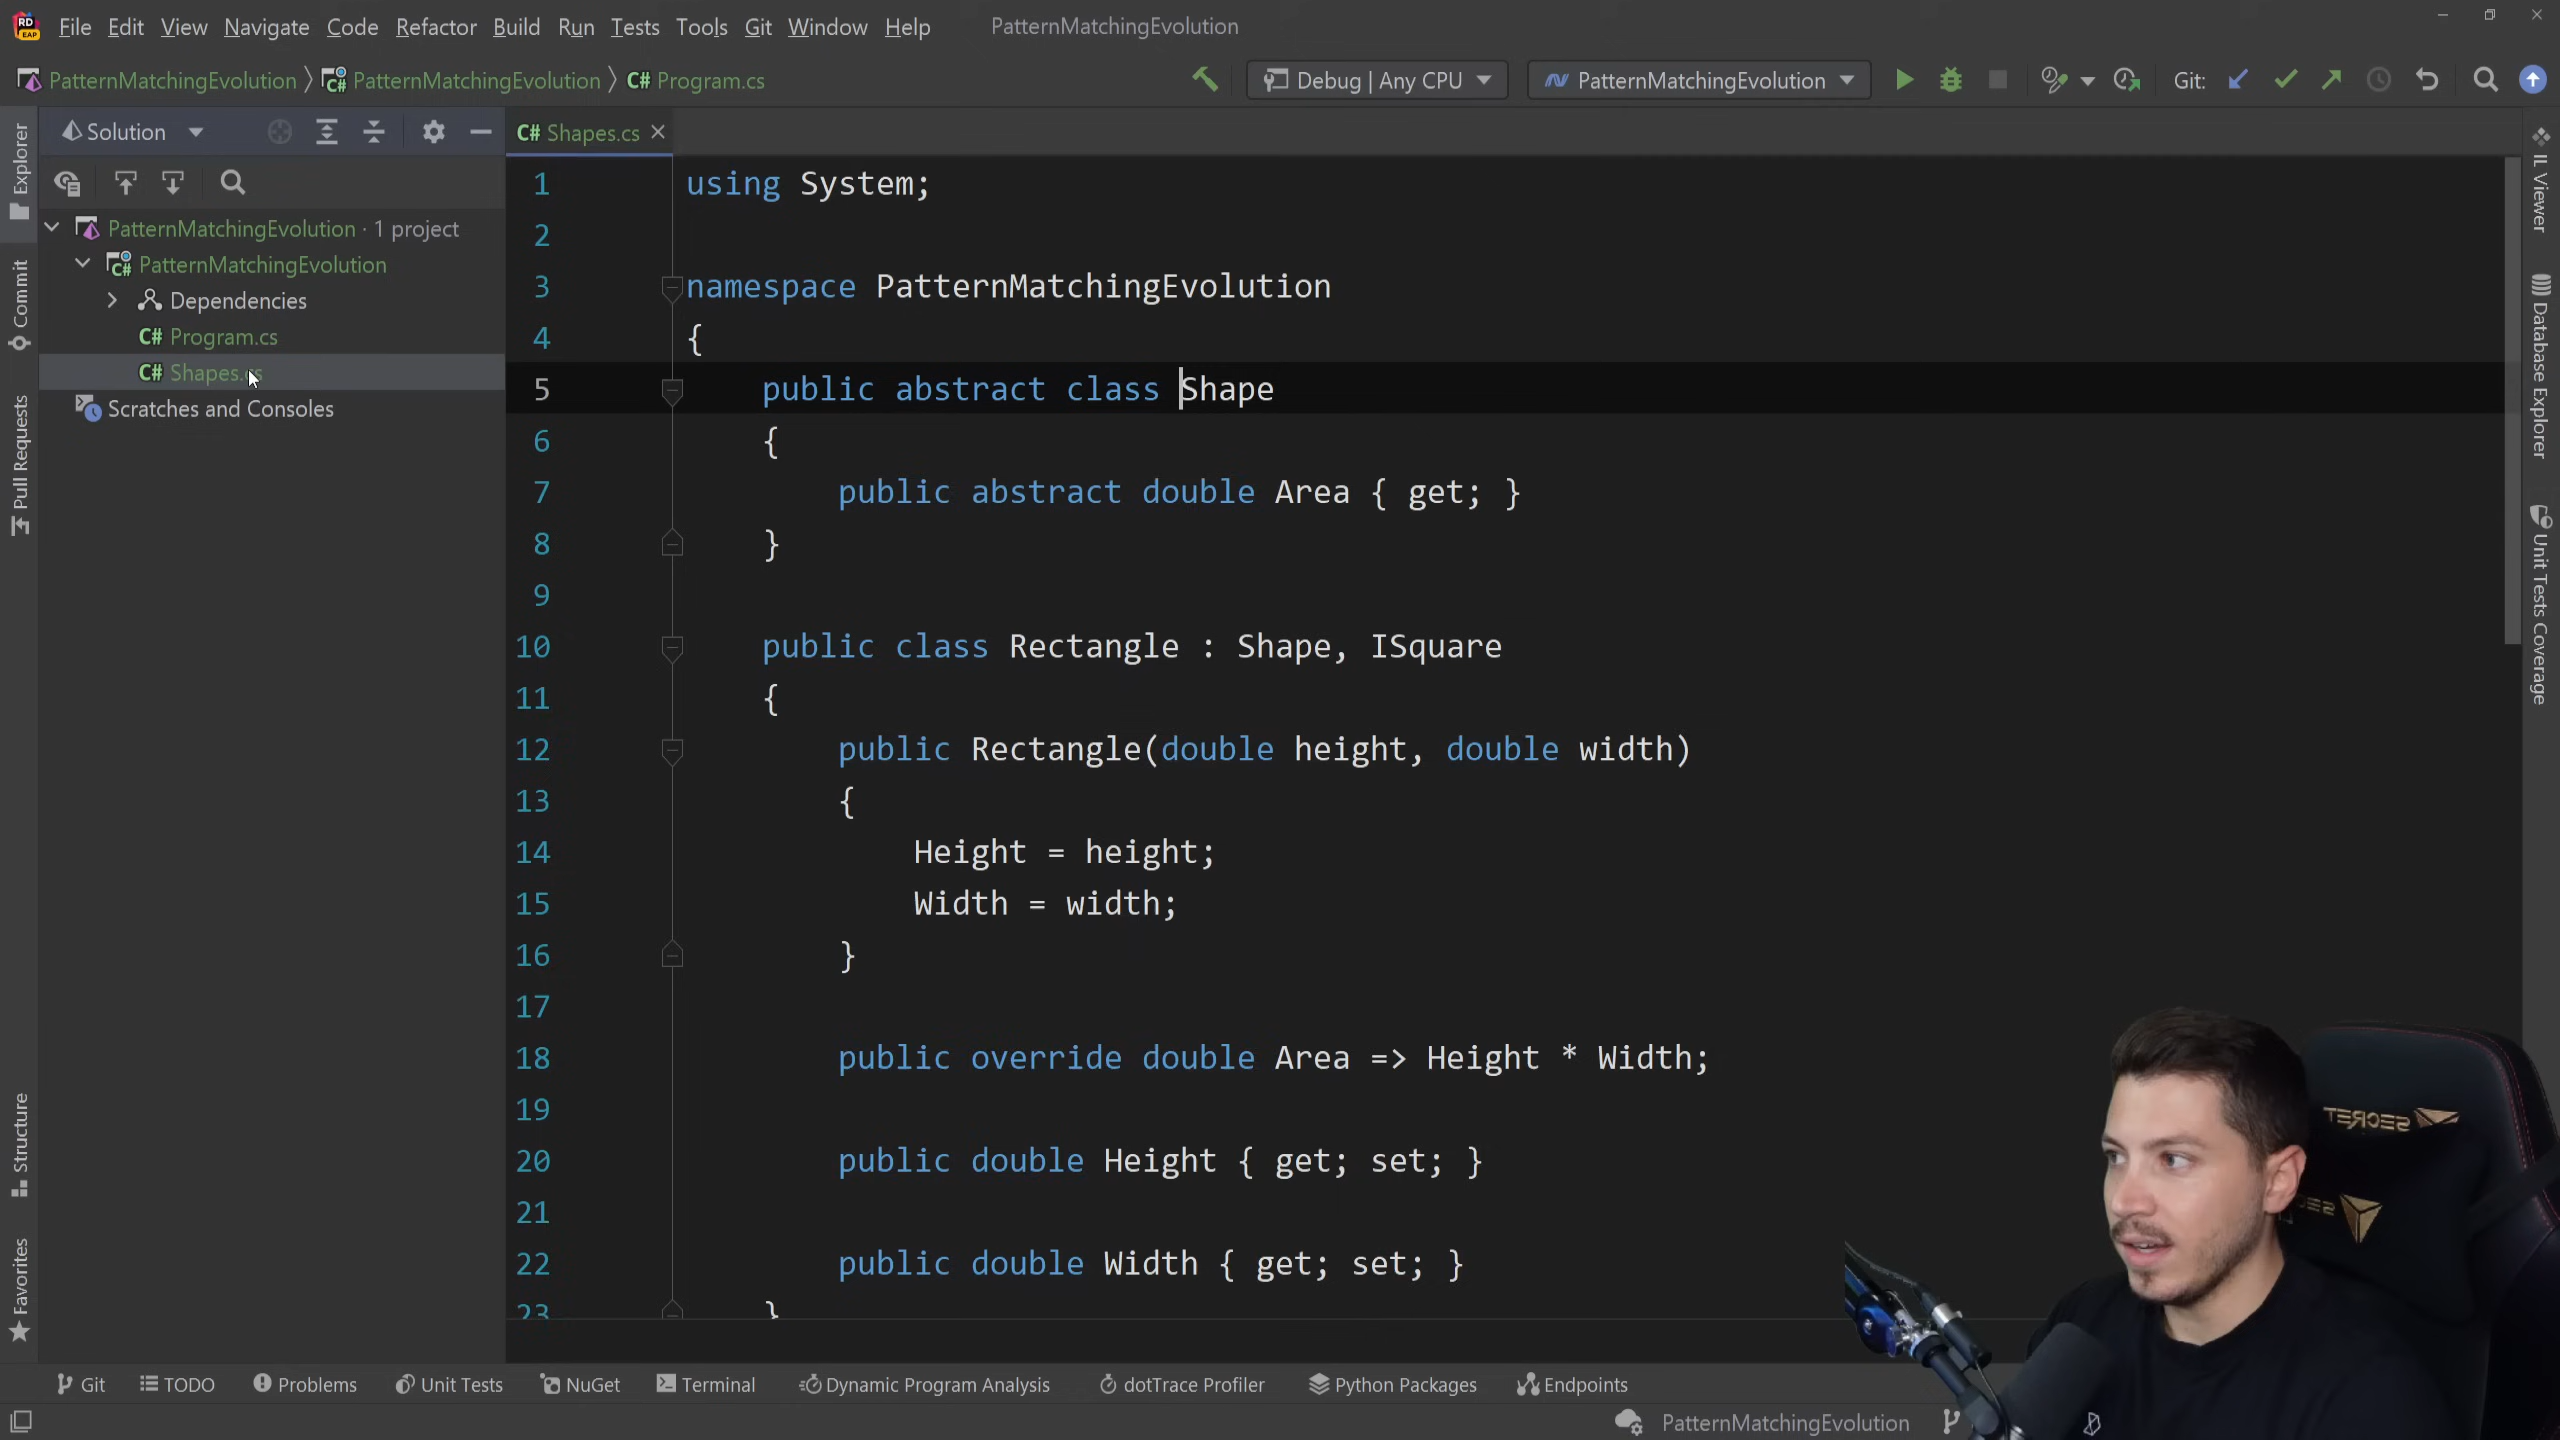 RD EAP File Edit View Navigate Code Refactor Build Run Tests Tools Git Window Help PatternMatchingEvolution
PatternMatchingEvolution PatternMatchingEvolution C# Program.cs Debug | Any CPU PatternMatchingEvolution Git:
Solution
C# Shapes.cs
PatternMatchingEvolution · 1 project
C# PatternMatchingEvolution
Dependencies
C# Program.cs
C# Shapes.cs
Scratches and Consoles
Explorer
Commit
Pull Requests
Structure
Favorites
1 using System;
2
3 namespace PatternMatchingEvolution
4 {
5 public abstract class Shape
6 {
7 public abstract double Area { get; }
8 }
9
10 public class Rectangle : Shape, ISquare
11 {
12 public Rectangle(double height, double width)
13 {
14 Height = height;
15 Width = width;
16 }
17
18 public override double Area => Height * Width;
19
20 public double Height { get; set; }
21
22 public double Width { get; set; }
23 }
IL Viewer
Database Explorer
Unit Tests Coverage
SECRET
Git TODO Problems Unit Tests NuGet Terminal Dynamic Program Analysis dotTrace Profiler Python Packages Endpoints
PatternMatchingEvolution